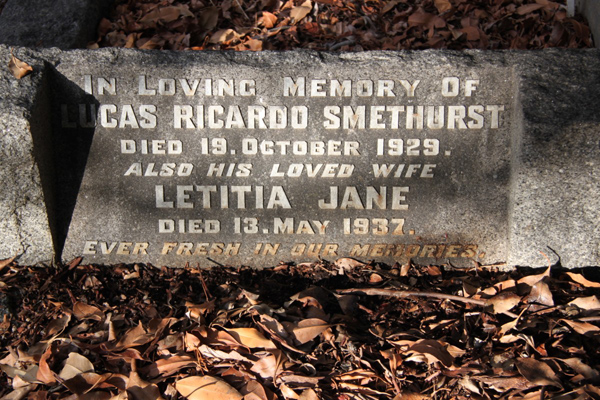 In Loving Memory Of
LUCAS RICARDO SMETHURST
DIED 19. OCTOBER 1929.
ALSO HIS LOVED WIFE
LETITIA JANE
DIED 13. MAY 1937.
EVER FRESH IN OUR MEMORIES.